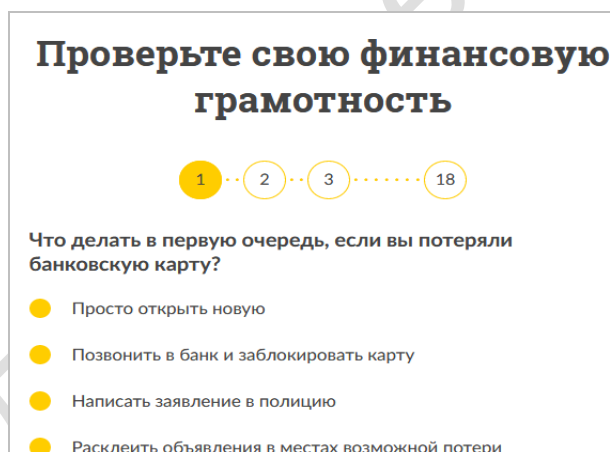 Проверьте свою финансовую
грамотность
1 2 3 18
Что делать в первую очередь, если вы потеряли
банковскую карту?
Просто открыть новую
Позвонить в банк и заблокировать карту
Написать заявление в полицию
Расклеить объявления в местах возможной потери